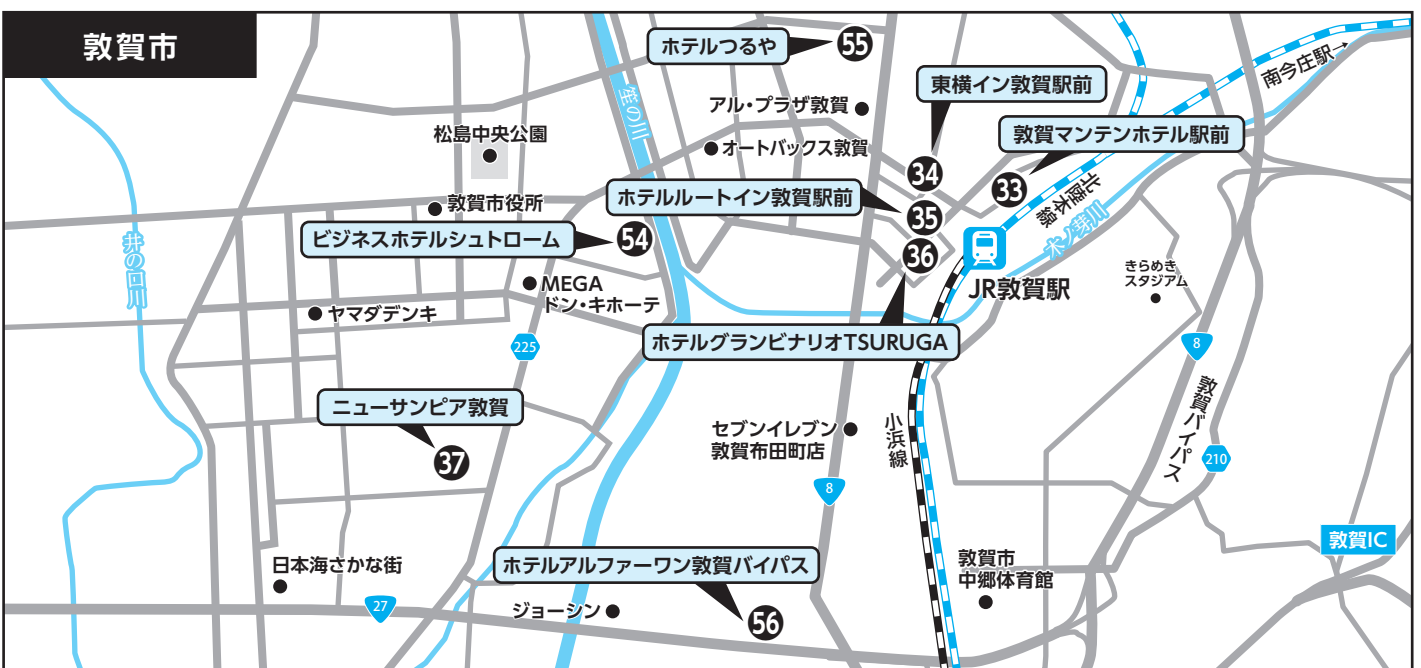 敦賀市
ホテルつるや
55
南今庄駅→
東横イン敦賀駅前
アル・プラザ敦賀
笙の川
松島中央公園
敦賀マンテンホテル駅前
オートバックス敦賀
34
33
北陸本線
ホテルルートイン敦賀駅前
35
敦賀市役所
ビジネスホテルシュトローム
54
36
木ノ芽川
井の口川
きらめき
スタジアム
JR敦賀駅
MEGA
ドン・キホーテ
ヤマダデンキ
225
ホテルグランビナリオTSURUGA
8
ニューサンピア敦賀
37
セブンイレブン
敦賀布田町店
小浜線
敦賀バイパス
210
8
敦賀IC
日本海さかな街
ホテルアルファーワン敦賀バイパス
敦賀市
中郷体育館
27
ジョーシン
56